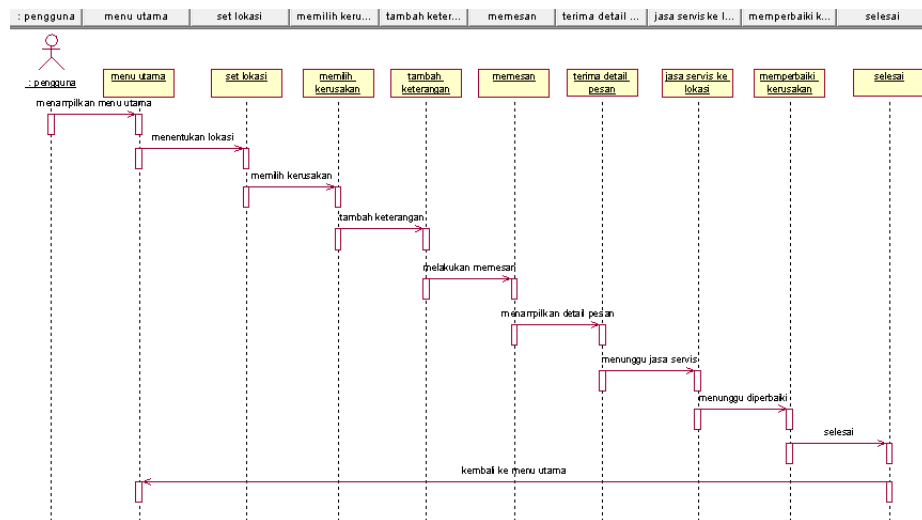 : pengguna
menu utama
set lokasi
memilih keru...
tambah keter...
memesan
terima detail ...
jasa servis ke l...
memperbaiki k...
selesai
: pengguna
menu utama
set lokasi
memilih
kerusakan
tambah
keterangan
memesan
terima detail
pesan
jasa servis ke
lokasi
memperbaiki
kerusakan
selesai
menampilkan menu utama
menentukan lokasi
memilih kerusakan
tambah keterangan
melakukan memesan
menampilkan detail pesan
menunggu jasa servis
menunggu diperbaiki
selesai
kembali ke menu utama